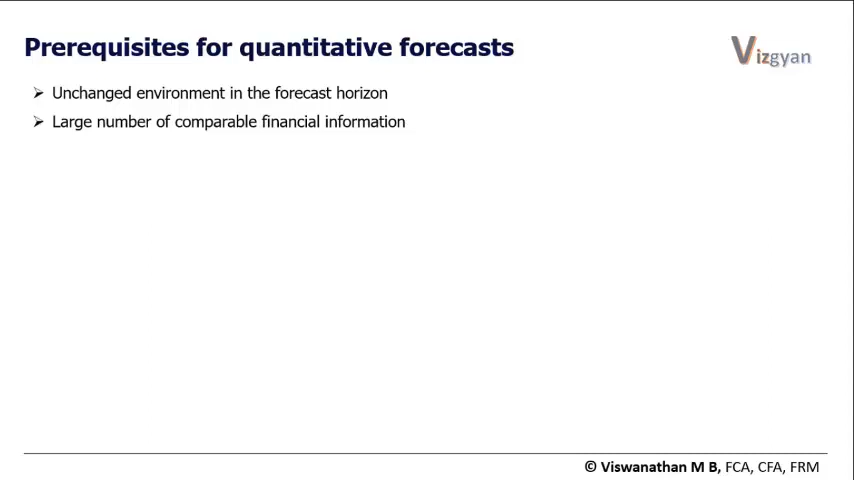 Prerequisites for quantitative forecasts
Vizgyan
➢ Unchanged environment in the forecast horizon
➢ Large number of comparable financial information
© Viswanathan M B, FCA, CFA, FRM